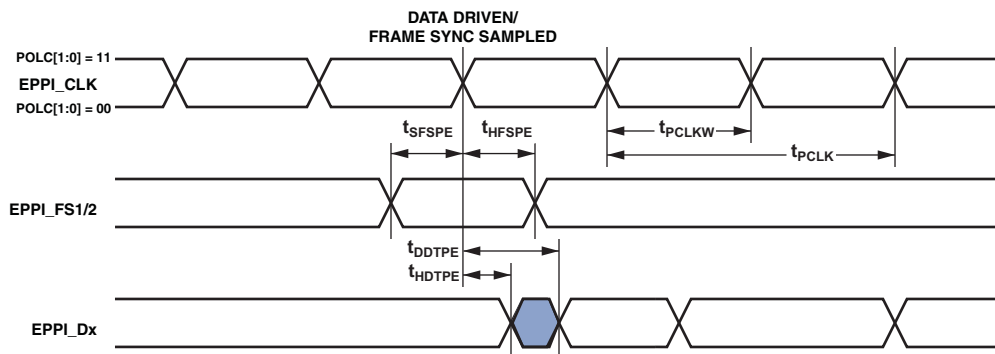 DATA DRIVEN/
FRAME SYNC SAMPLED
POLC[1:0] = 11
EPPI_CLK
POLC[1:0] = 00
tSFSPE
tHFSPE
tPCLKW
tPCLK
EPPI_FS1/2
tDDTPE
tHDTPE
EPPI_Dx